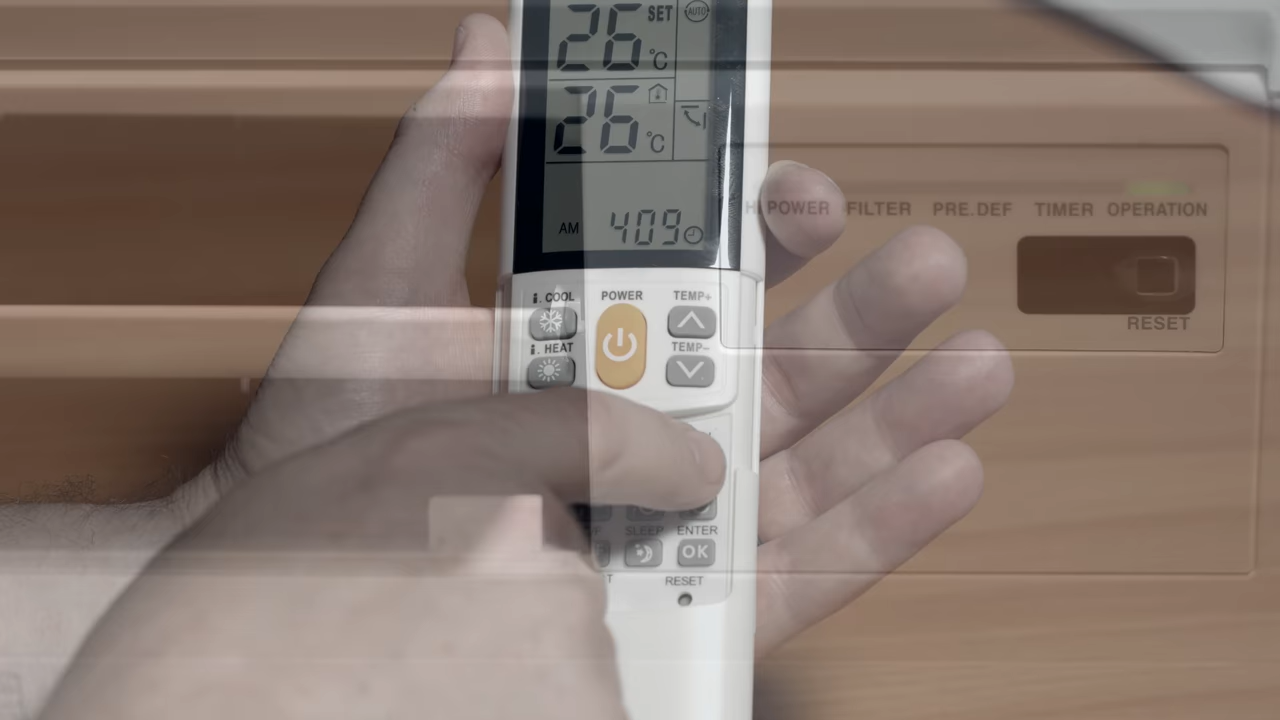 26 SET AUTO
°C
26
°C
AM 409
HI POWER FILTER PRE.DEF TIMER OPERATION
RESET
i. COOL POWER TEMP+
i. HEAT TEMP−
SLEEP ENTER
OK
RESET